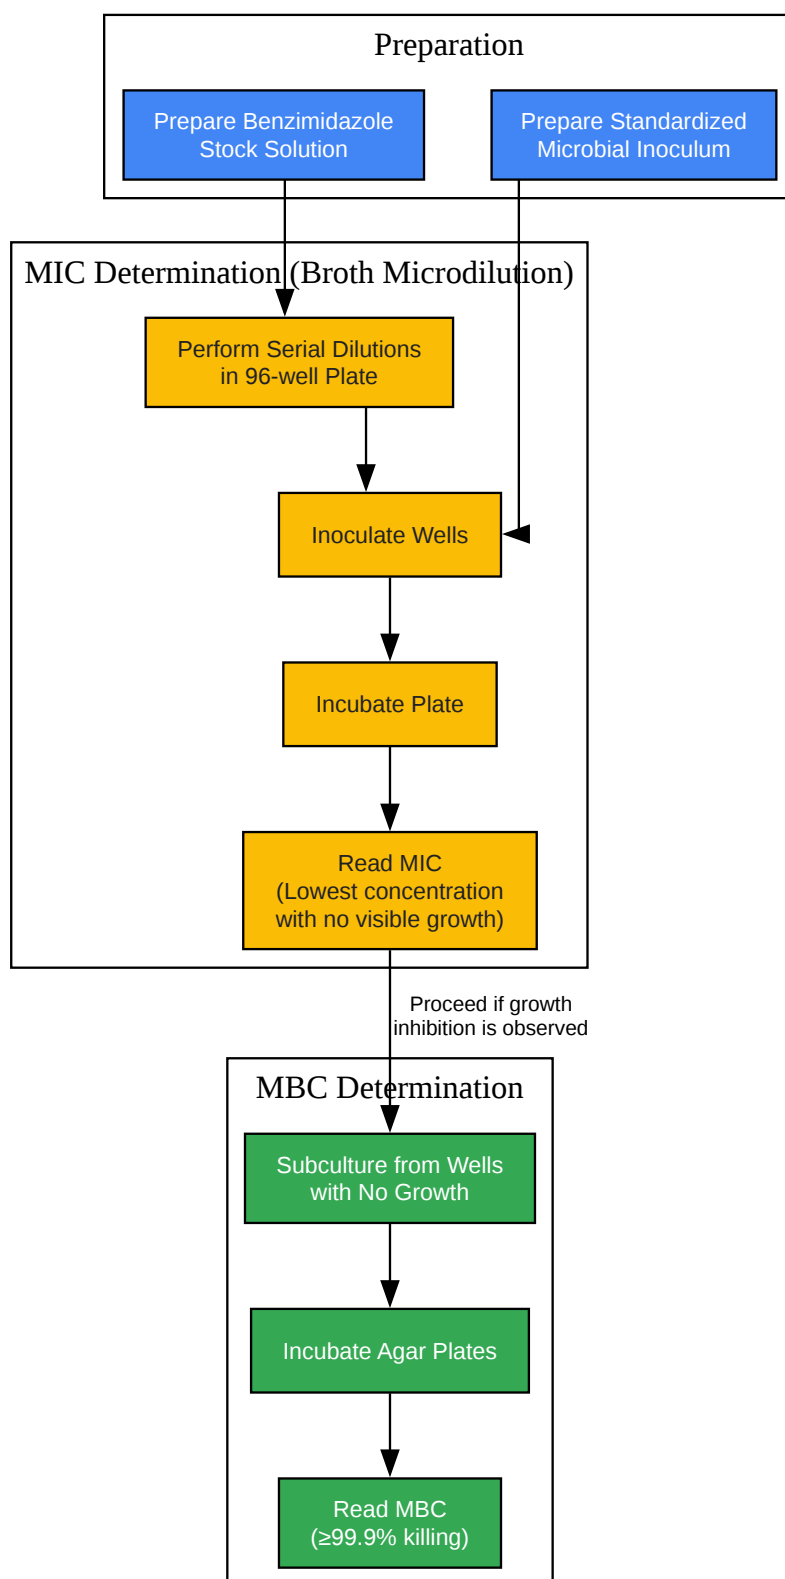 Preparation
Prepare Benzimidazole
Stock Solution
Prepare Standardized
Microbial Inoculum
MIC Determination (Broth Microdilution)
Perform Serial Dilutions
in 96-well Plate
Inoculate Wells
Incubate Plate
Read MIC
(Lowest concentration
with no visible growth)
Proceed if growth
inhibition is observed
MBC Determination
Subculture from Wells
with No Growth
Incubate Agar Plates
Read MBC
(≥99.9% killing)